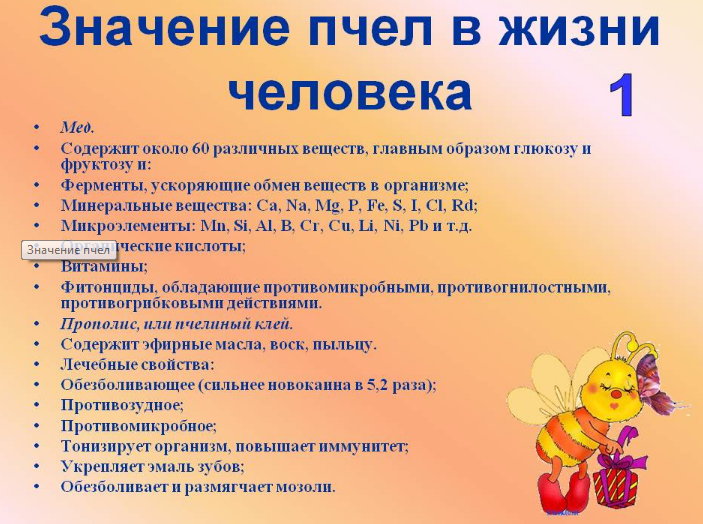 Значение пчел в жизни
человека
1
• Мед.
• Содержит около 60 различных веществ, главным образом глюкозу и
фруктозу и:
• Ферменты, ускоряющие обмен веществ в организме;
• Минеральные вещества: Ca, Na, Mg, P, Fe, S, I, Cl, Rd;
• Микроэлементы: Mn, Si, Al, B, Cr, Cu, Li, Ni, Pb и т.д.
• Органические кислоты;
Значение пчел
• Витамины;
• Фитонциды, обладающие противомикробными, противогнилостными,
противогрибковыми действиями.
• Прополис, или пчелиный клей.
• Содержит эфирные масла, воск, пыльцу.
• Лечебные свойства:
• Обезболивающее (сильнее новокаина в 5,2 раза);
• Противозудное;
• Противомикробное;
• Тонизирует организм, повышает иммунитет;
• Укрепляет эмаль зубов;
• Обезболивает и размягчает мозоли.